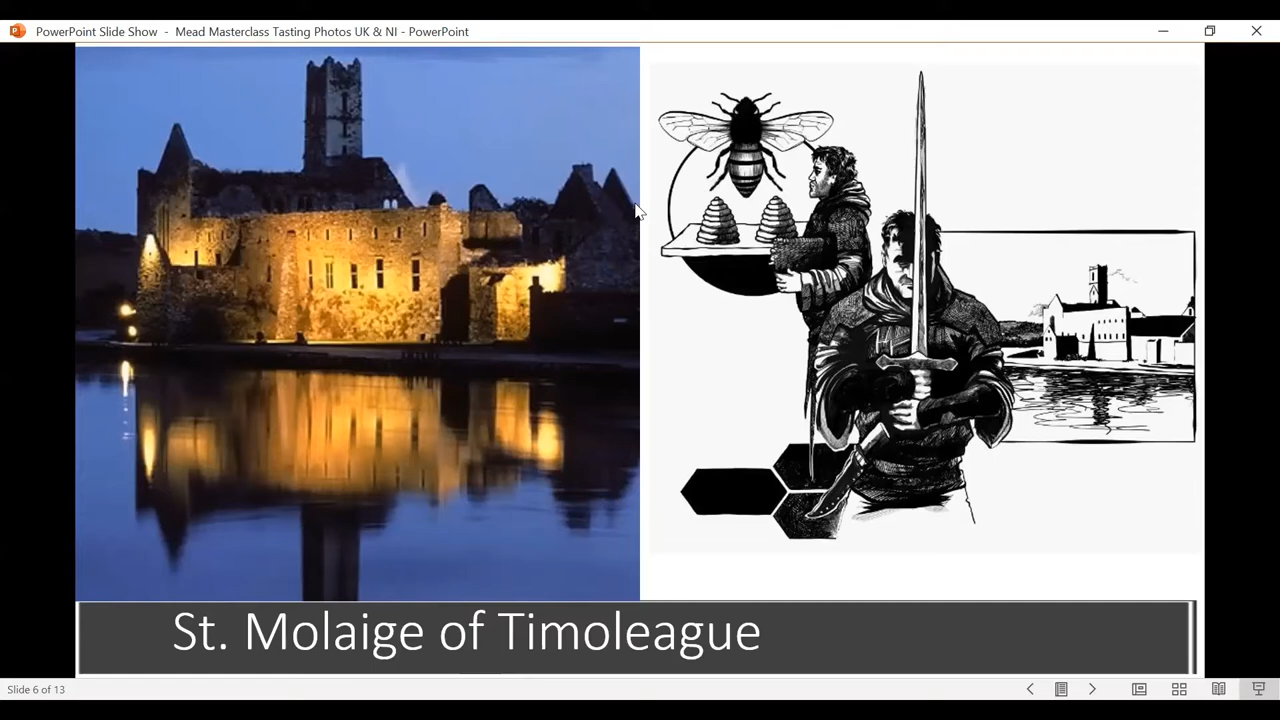 PowerPoint Slide Show - Mead Masterclass Tasting Photos UK & NI - PowerPoint
St. Molaige of Timoleague
Slide 6 of 13